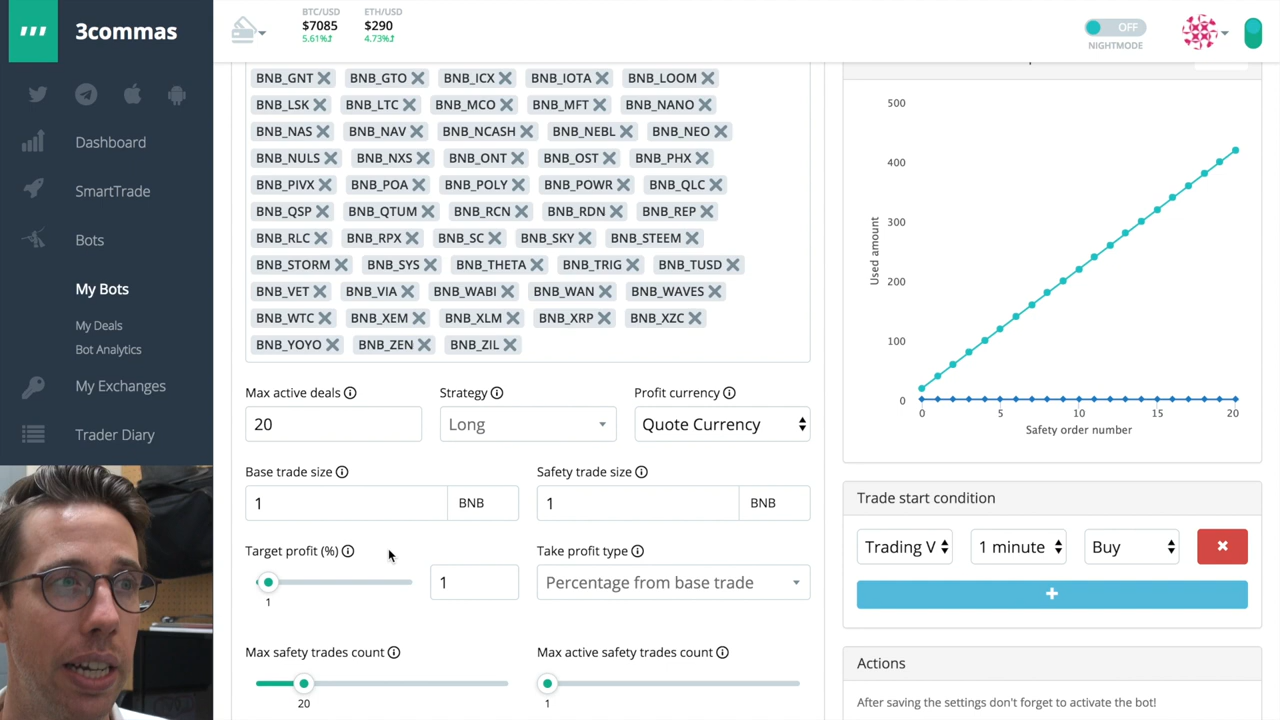 3commas
BTC/USD
$7085
5.61%
ETH/USD
$290
4.73%
OFF
NIGHTMODE
Dashboard
SmartTrade
Bots
My Bots
My Deals
Bot Analytics
My Exchanges
Trader Diary
BNB_GNT BNB_GTO BNB_ICX BNB_IOTA BNB_LOOM
BNB_LSK BNB_LTC BNB_MCO BNB_MFT BNB_NANO
BNB_NAS BNB_NAV BNB_NCASH BNB_NEBL BNB_NEO
BNB_NULS BNB_NXS BNB_ONT BNB_OST BNB_PHX
BNB_PIVX BNB_POA BNB_POLY BNB_POWR BNB_QLC
BNB_QSP BNB_QTUM BNB_RCN BNB_RDN BNB_REP
BNB_RLC BNB_RPX BNB_SC BNB_SKY BNB_STEEM
BNB_STORM BNB_SYS BNB_THETA BNB_TRIG BNB_TUSD
BNB_VET BNB_VIA BNB_WABI BNB_WAN BNB_WAVES
BNB_WTC BNB_XEM BNB_XLM BNB_XRP BNB_XZC
BNB_YOYO BNB_ZEN BNB_ZIL
Max active deals Strategy Profit currency
20 Long Quote Currency
Base trade size Safety trade size
1 BNB 1 BNB
Target profit (%) Take profit type
1 Percentage from base trade
1
Max safety trades count Max active safety trades count
20 1
500
400
300
200
100
0
Used amount
0 5 10 15 20
Safety order number
Trade start condition
Trading V 1 minute Buy
Actions
After saving the settings don't forget to activate the bot!